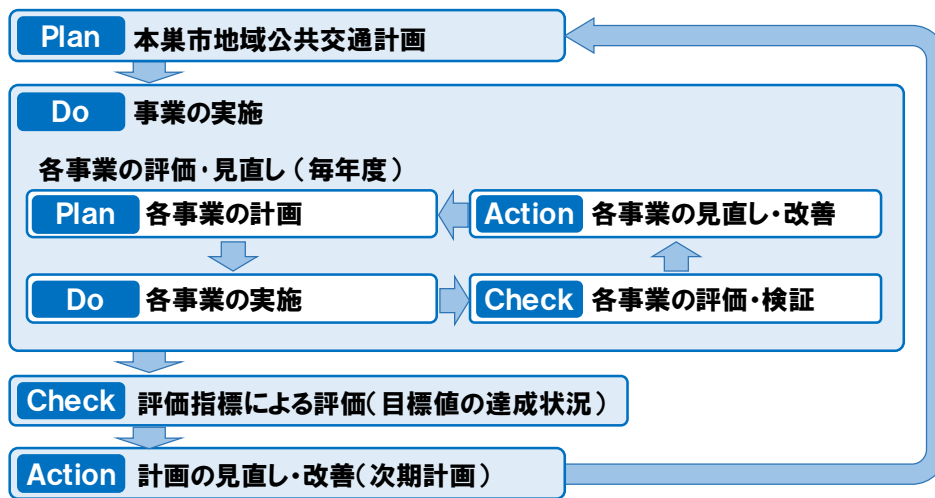 Plan 本巣市地域公共交通計画
Do 事業の実施
各事業の評価・見直し（毎年度）
Plan 各事業の計画
Action 各事業の見直し・改善
Do 各事業の実施
Check 各事業の評価・検証
Check 評価指標による評価（目標値の達成状況）
Action 計画の見直し・改善（次期計画）